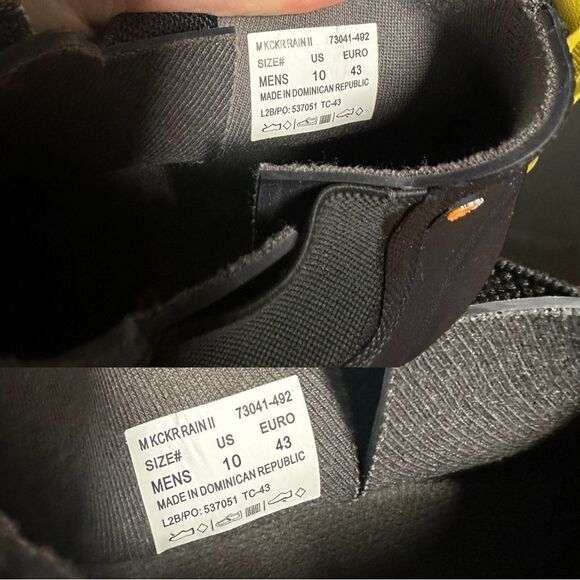 M KCKR RAIN II 73041-492
SIZE# US EURO
MENS 10 43
MADE IN DOMINICAN REPUBLIC
L2B/PO: 537051 TC-43
M KCKR RAIN II 73041-492
SIZE# US EURO
MENS 10 43
MADE IN DOMINICAN REPUBLIC
L2B/PO: 537051 TC-43